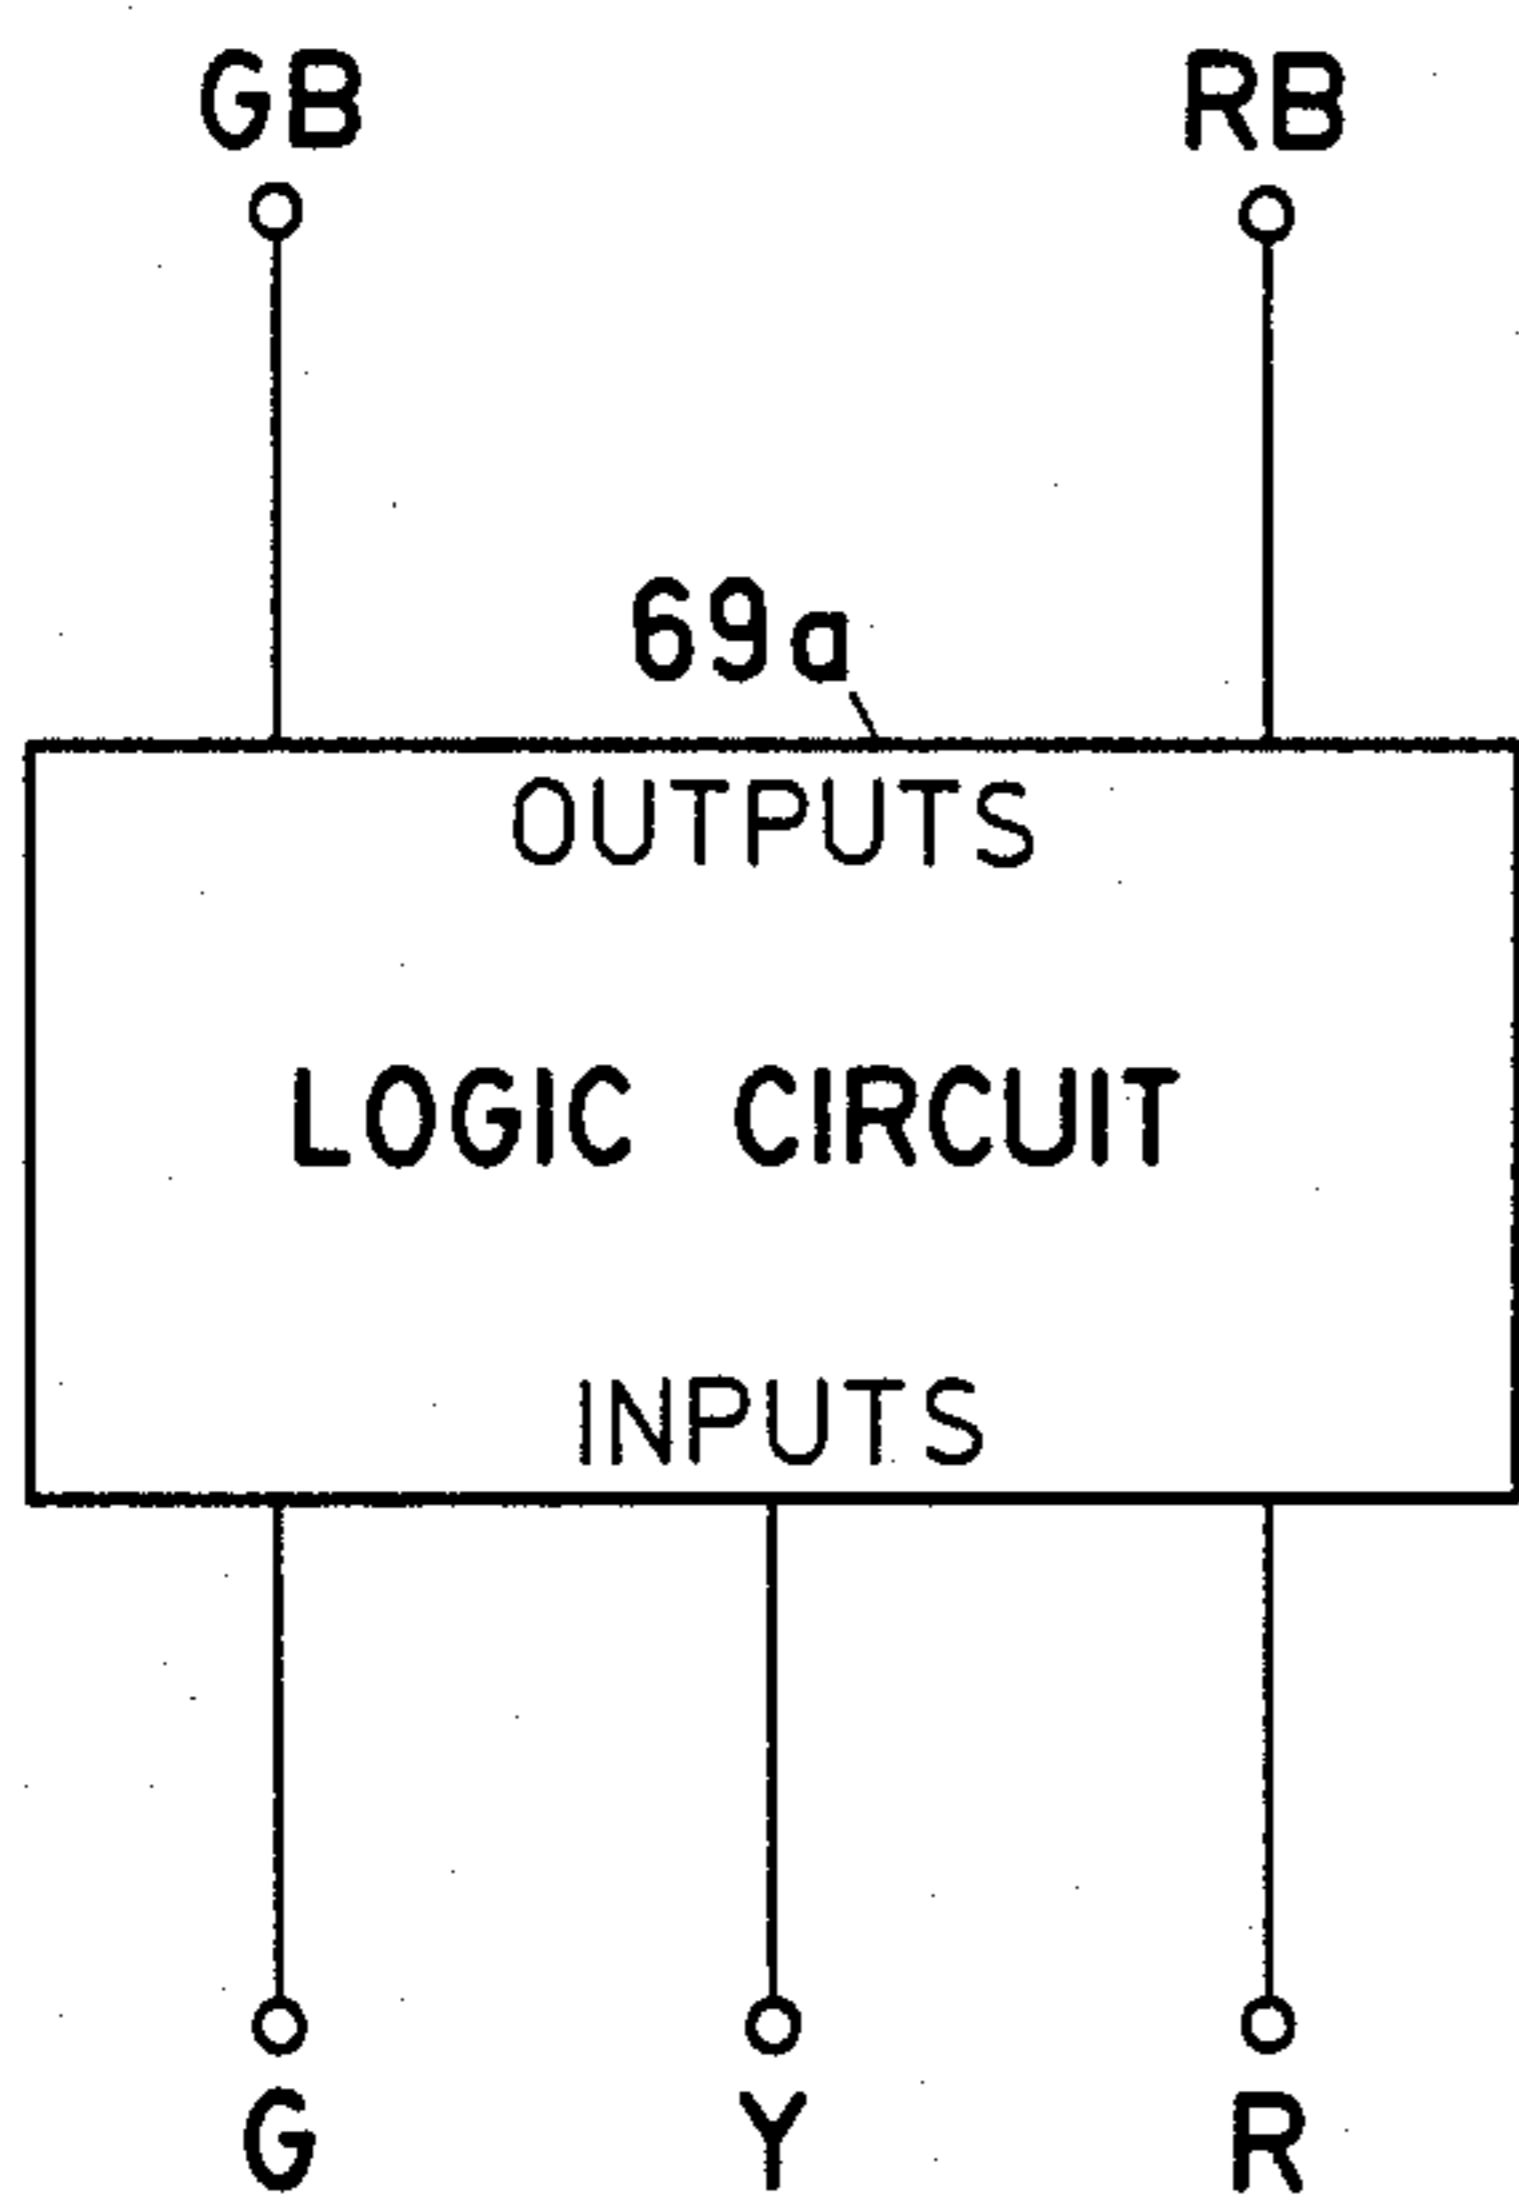 GB RB
69a
OUTPUTS
LOGIC CIRCUIT
INPUTS
G Y R